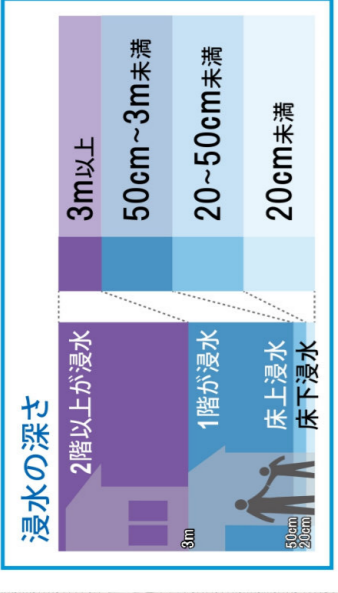 浸水の深さ
2階以上が浸水
3m以上
50cm~3m未満
3m
1階が浸水
20~50cm未満
床上浸水
50cm
20cm
床下浸水
20cm未満